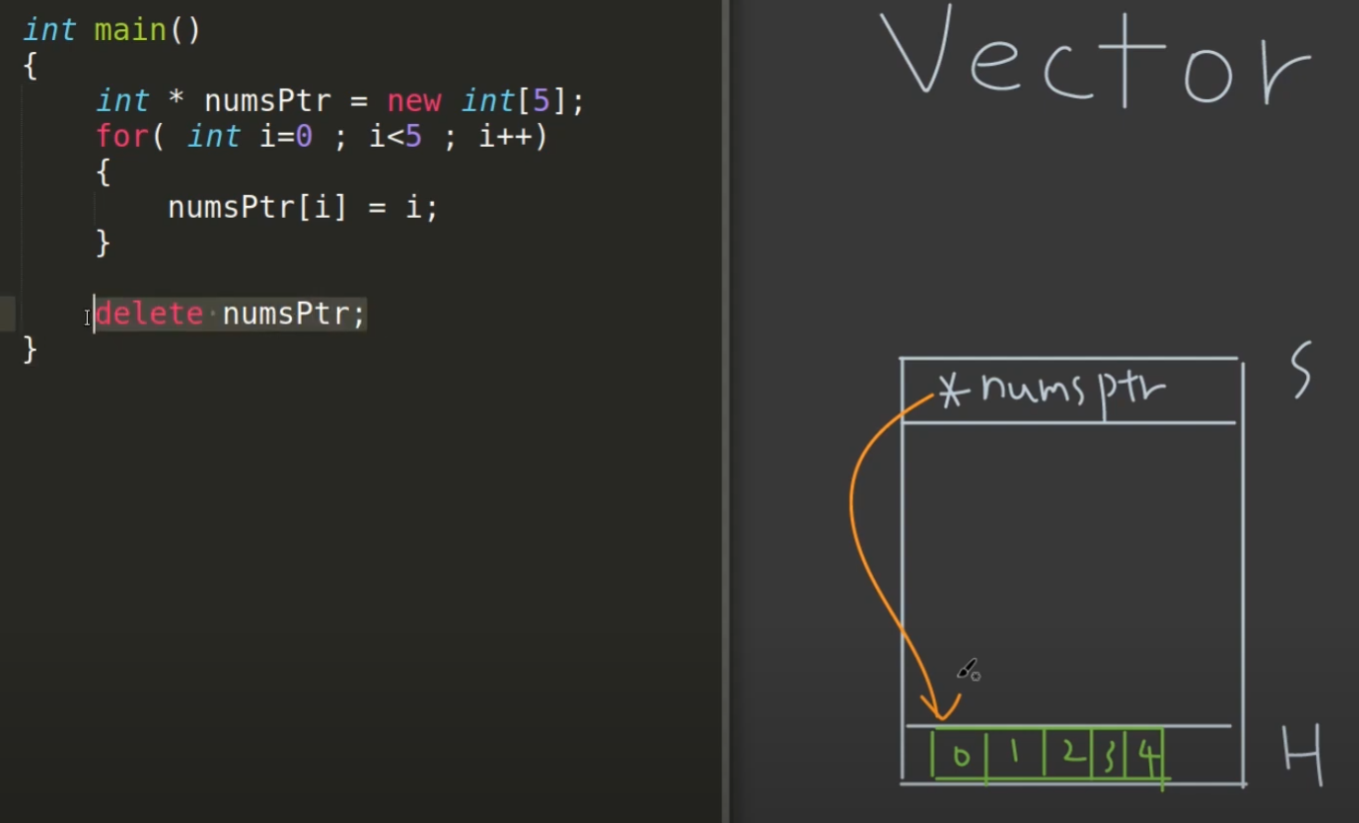 int main()
{
    int * numsPtr = new int[5];
    for( int i=0 ; i<5 ; i++)
    {
        numsPtr[i] = i;
    }
    delete numsPtr;
}
Vector
S
*numsptr
H
0 1 2 3 4